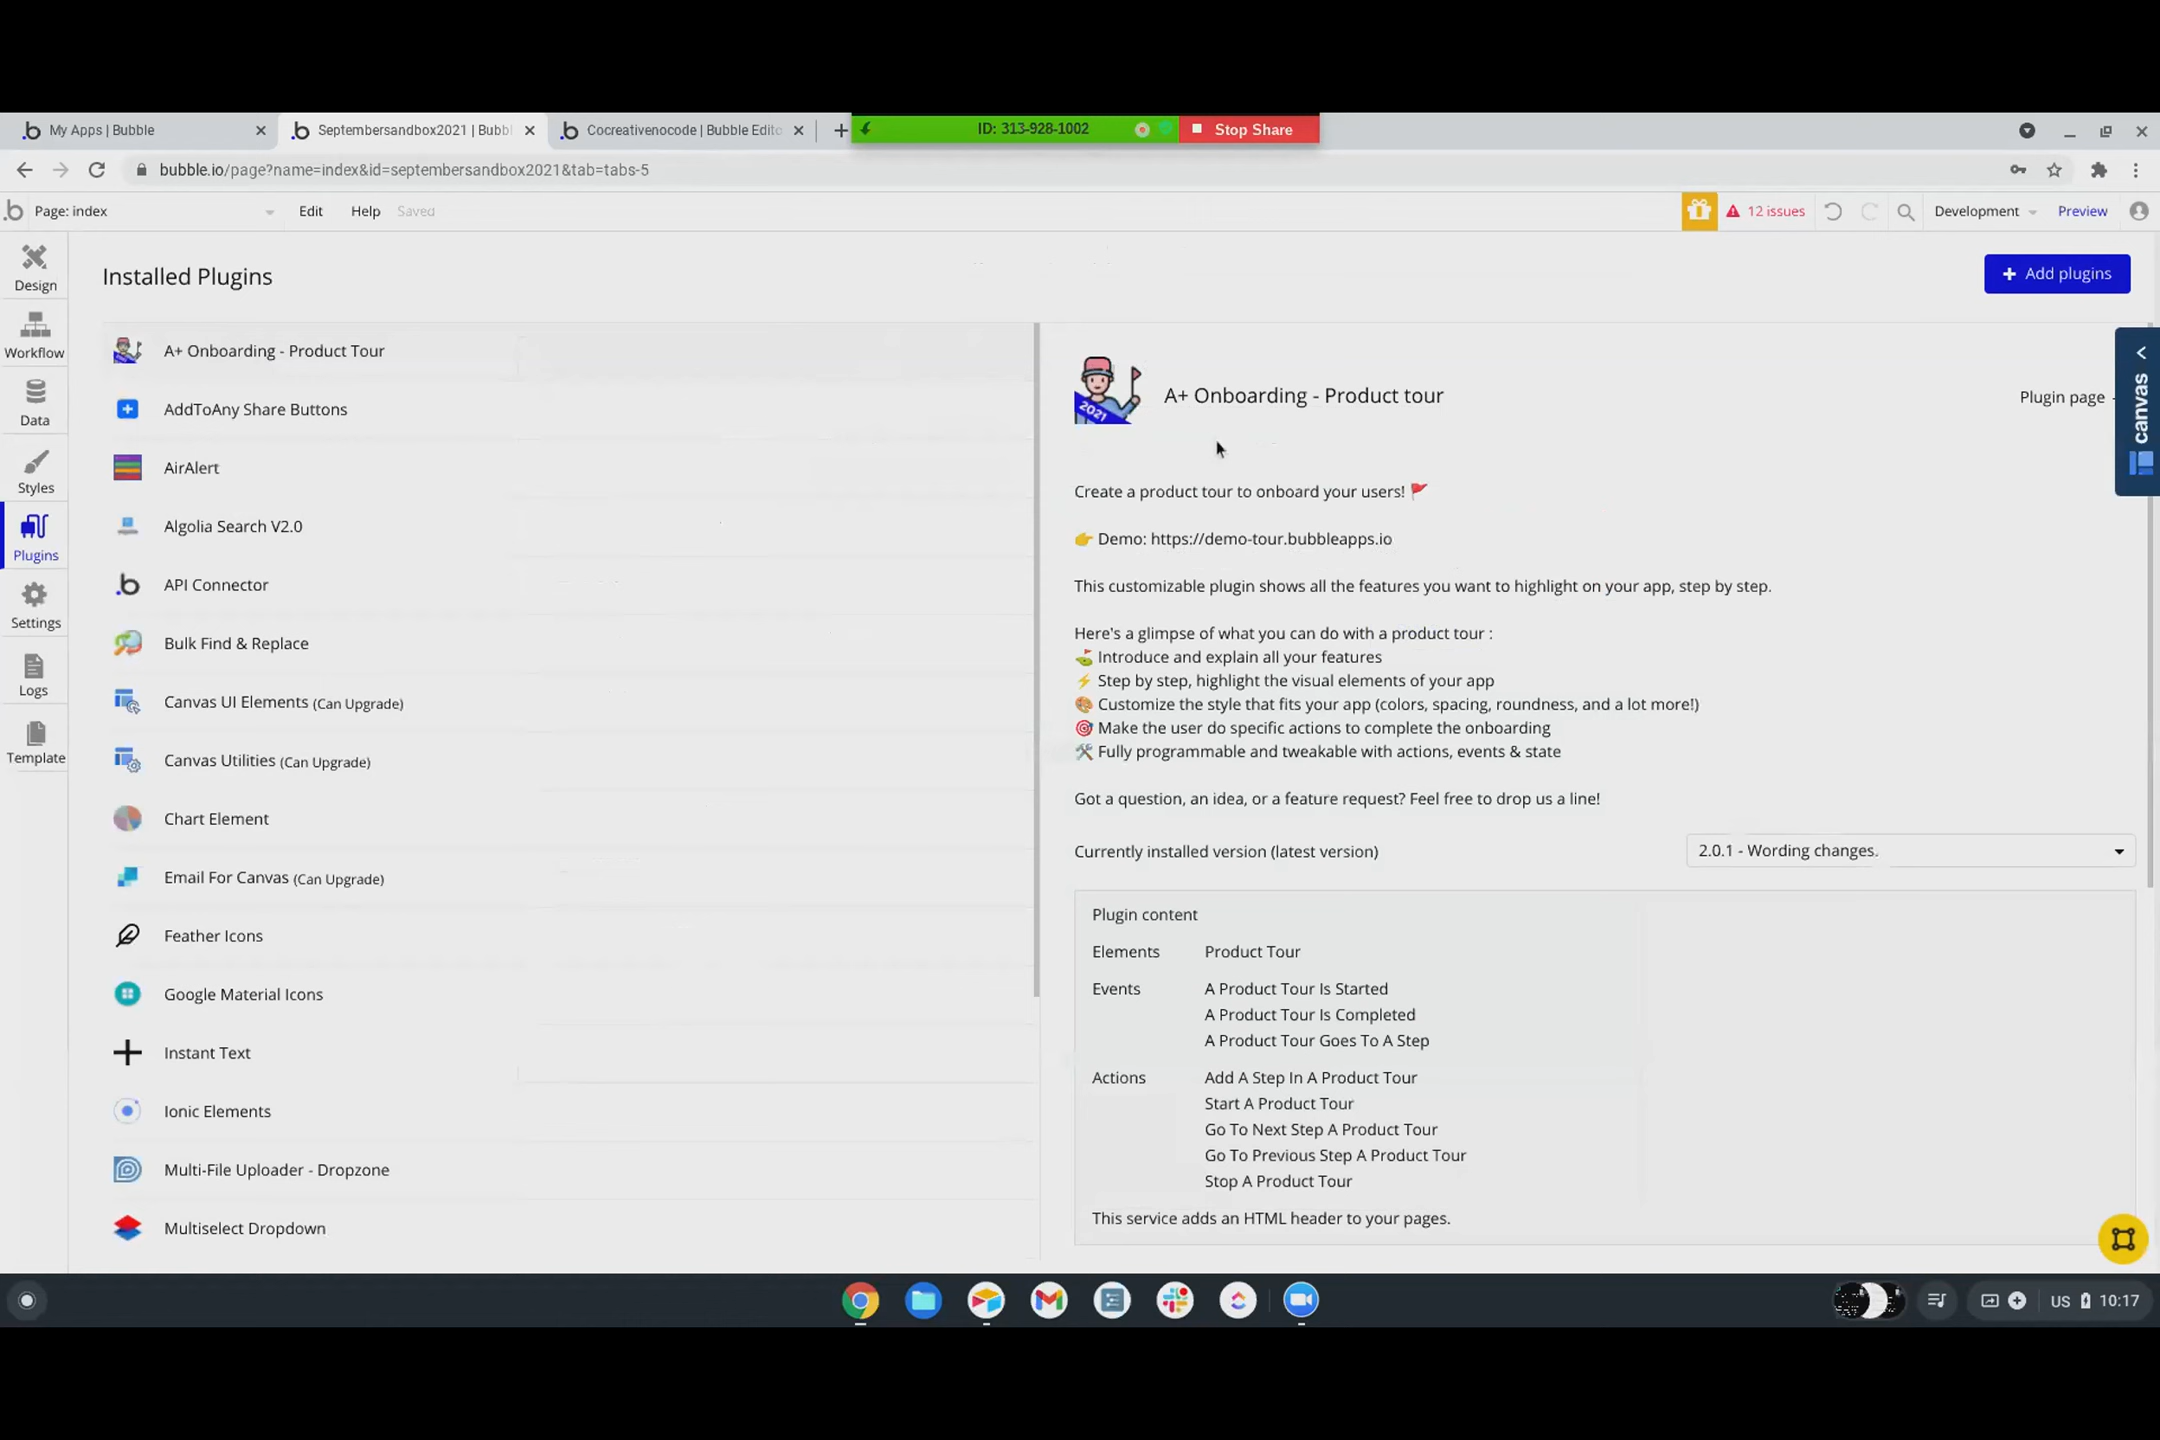 My Apps | Bubble
Septembersandbox2021 | Bubbl
Cocreativenocode | Bubble Edito
ID: 313-928-1002
Stop Share
bubble.io/page?name=index&id=septembersandbox2021&tab=tabs-5
Page: index
Edit
Help
Saved
12 issues
Development
Preview
Design
Workflow
Data
Styles
Plugins
Settings
Logs
Template
Installed Plugins
+ Add plugins
A+ Onboarding - Product Tour
AddToAny Share Buttons
AirAlert
Algolia Search V2.0
API Connector
Bulk Find & Replace
Canvas UI Elements (Can Upgrade)
Canvas Utilities (Can Upgrade)
Chart Element
Email For Canvas (Can Upgrade)
Feather Icons
Google Material Icons
Instant Text
Ionic Elements
Multi-File Uploader - Dropzone
Multiselect Dropdown
2021
A+ Onboarding - Product tour
Plugin page
canvas
Create a product tour to onboard your users! 🚩
👉 Demo: https://demo-tour.bubbleapps.io
This customizable plugin shows all the features you want to highlight on your app, step by step.
Here's a glimpse of what you can do with a product tour :
⛳ Introduce and explain all your features
⚡ Step by step, highlight the visual elements of your app
🎨 Customize the style that fits your app (colors, spacing, roundness, and a lot more!)
🎯 Make the user do specific actions to complete the onboarding
🛠 Fully programmable and tweakable with actions, events & state
Got a question, an idea, or a feature request? Feel free to drop us a line!
Currently installed version (latest version)
2.0.1 - Wording changes.
Plugin content
Elements Product Tour
Events A Product Tour Is Started
A Product Tour Is Completed
A Product Tour Goes To A Step
Actions Add A Step In A Product Tour
Start A Product Tour
Go To Next Step A Product Tour
Go To Previous Step A Product Tour
Stop A Product Tour
This service adds an HTML header to your pages.
US
10:17